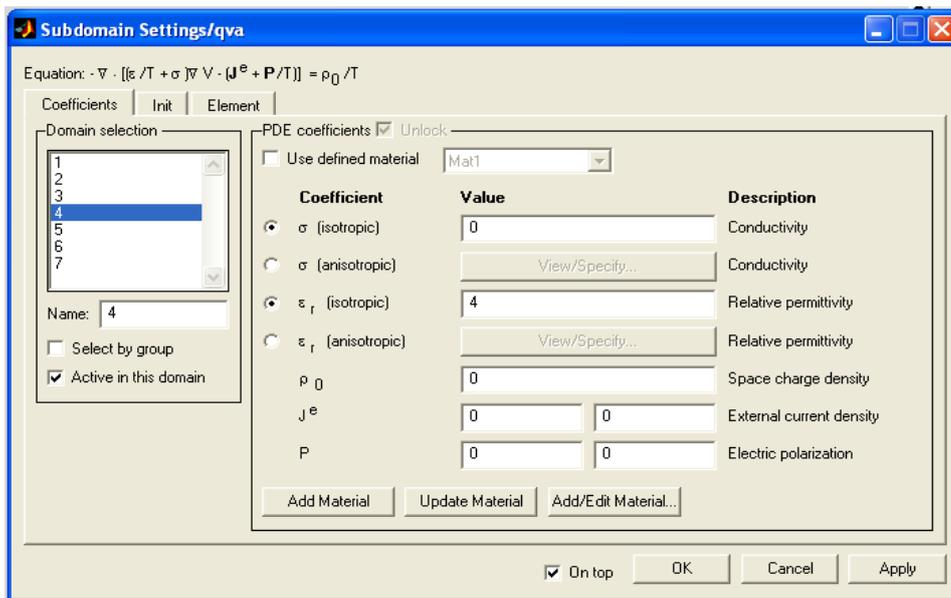 Subdomain Settings/qva
Equation: - ∇ · [(ε /T + σ )∇ V - (Jᵉ + P/T)] = ρ₀ /T
Coefficients Init Element
Domain selection
1
2
3
4
5
6
7
Name: 4
Select by group
Active in this domain
PDE coefficients Unlock
Use defined material Mat1
Coefficient Value Description
σ (isotropic) 0 Conductivity
σ (anisotropic) View/Specify... Conductivity
ε r (isotropic) 4 Relative permittivity
ε r (anisotropic) View/Specify... Relative permittivity
ρ 0 0 Space charge density
J e 0 0 External current density
P 0 0 Electric polarization
Add Material Update Material Add/Edit Material...
On top OK Cancel Apply